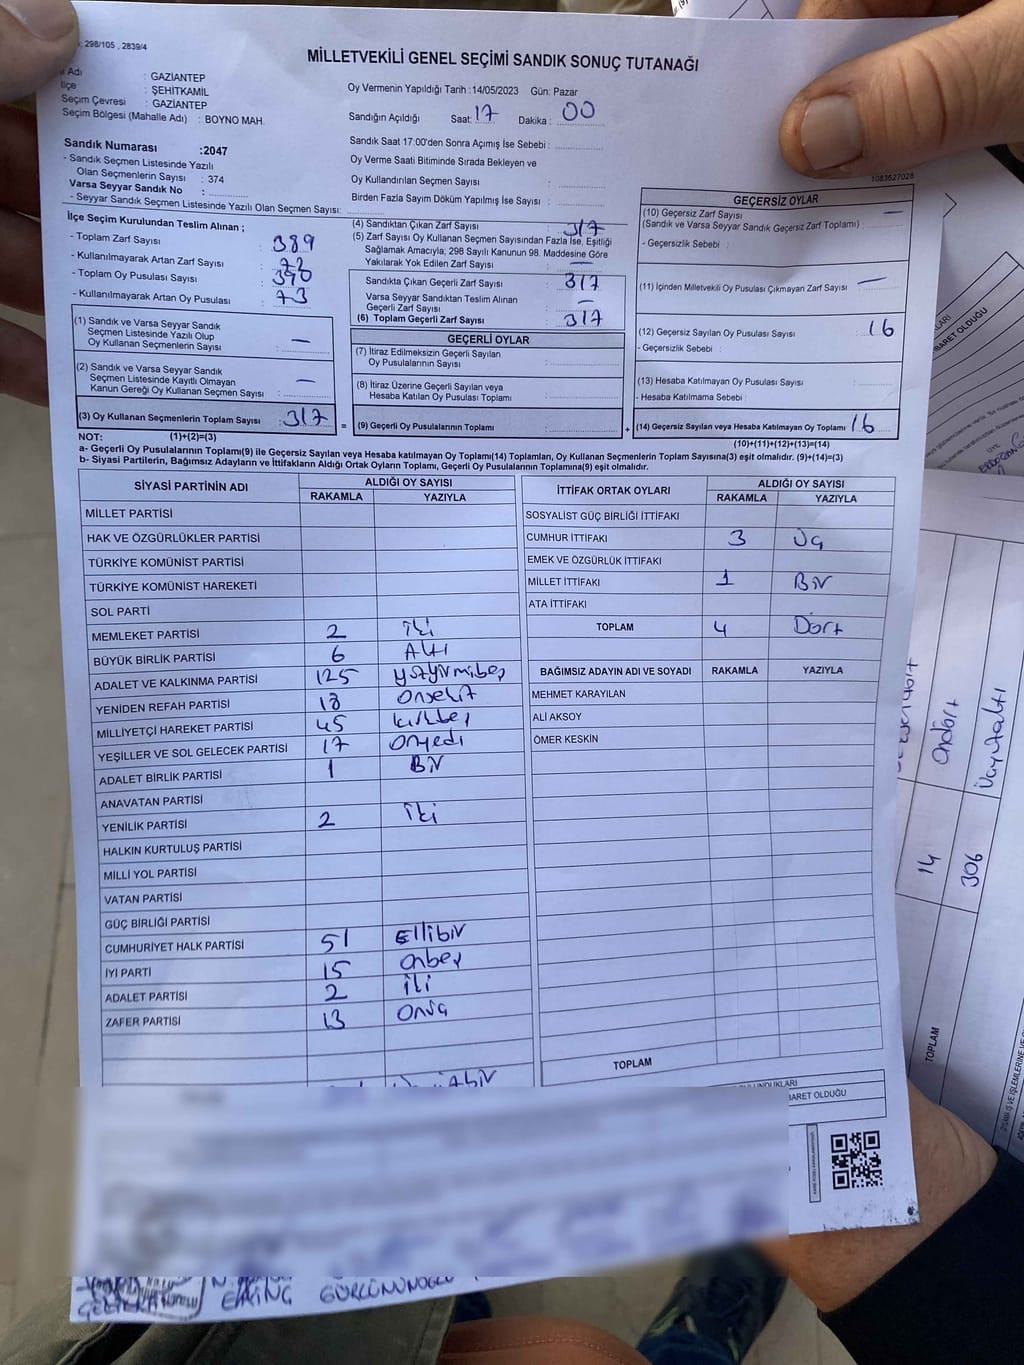 298/105 , 2839/4
MİLLETVEKİLİ GENEL SEÇİMİ SANDIK SONUÇ TUTANAĞI
Adı : GAZİANTEP
İlçe : ŞEHİTKAMİL
Seçim Çevresi : GAZİANTEP
Seçim Bölgesi (Mahalle Adı) : BOYNO MAH.
Oy Vermenin Yapıldığı Tarih :14/05/2023 Gün: Pazar
Sandığın Açıldığı Saat: 17 Dakika : 00
Sandık Saat 17:00'den Sonra Açımış İse Sebebi :
Oy Verme Saati Bitiminde Sırada Bekleyen ve
Oy Kullandırılan Seçmen Sayısı :
Birden Fazla Sayım Döküm Yapılmış İse Sayısı :
Sandık Numarası :2047
- Sandık Seçmen Listesinde Yazılı
Olan Seçmenlerin Sayısı : 374
Varsa Seyyar Sandık No :
- Seyyar Sandık Seçmen Listesinde Yazılı Olan Seçmen Sayısı:
1083627028
İlçe Seçim Kurulundan Teslim Alınan ;
- Toplam Zarf Sayısı : 389
- Kullanılmayarak Artan Zarf Sayısı :
- Toplam Oy Pusulası Sayısı : 390
- Kullanılmayarak Artan Oy Pusulası : 73
(1) Sandık ve Varsa Seyyar Sandık
Seçmen Listesinde Yazılı Olup
Oy Kullanan Seçmenlerin Sayısı : —
(2) Sandık ve Varsa Seyyar Sandık
Seçmen Listesinde Kayıtlı Olmayan
Kanun Gereği Oy Kullanan Seçmen Sayısı : —
(3) Oy Kullanan Seçmenlerin Toplam Sayısı : 317
(4) Sandıktan Çıkan Zarf Sayısı : 317
(5) Zarf Sayısı Oy Kullanan Seçmen Sayısından Fazla İse, Eşitliği
Sağlamak Amacıyla; 298 Sayılı Kanunun 98. Maddesine Göre
Yakılarak Yok Edilen Zarf Sayısı : —
Sandıkta Çıkan Geçerli Zarf Sayısı : 317
Varsa Seyyar Sandıktan Teslim Alınan
Geçerli Zarf Sayısı : —
(6) Toplam Geçerli Zarf Sayısı : 317
GEÇERLİ OYLAR
(7) İtiraz Edilmeksizin Geçerli Sayılan
Oy Pusulalarının Sayısı :
(8) İtiraz Üzerine Geçerli Sayılan veya
Hesaba Katılan Oy Pusulası Toplamı :
= (9) Geçerli Oy Pusulalarının Toplamı :
GEÇERSİZ OYLAR
(10) Geçersiz Zarf Sayısı —
(Sandık ve Varsa Seyyar Sandık Geçersiz Zarf Toplamı) :
- Geçersizlik Sebebi :
(11) İçinden Milletvekili Oy Pusulası Çıkmayan Zarf Sayısı : —
(12) Geçersiz Sayılan Oy Pusulası Sayısı : 16
- Geçersizlik Sebebi :
(13) Hesaba Katılmayan Oy Pusulası Sayısı :
- Hesaba Katılmama Sebebi :
+ (14) Geçersiz Sayılan veya Hesaba Katılmayan Oy Toplamı : 16
NOT: (1)+(2)=(3) (10)+(11)+(12)+(13)=(14)
a- Geçerli Oy Pusulalarının Toplamı(9) ile Geçersiz Sayılan veya Hesaba katılmayan Oy Toplamı(14) Toplamları, Oy Kullanan Seçmenlerin Toplam Sayısına(3) eşit olmalıdır. (9)+(14)=(3)
b- Siyasi Partilerin, Bağımsız Adayların ve İttifakların Aldığı Ortak Oyların Toplamı, Geçerli Oy Pusulalarının Toplamına(9) eşit olmalıdır.
SİYASİ PARTİNİN ADI ALDIĞI OY SAYISI
RAKAMLA YAZIYLA
MİLLET PARTİSİ
HAK VE ÖZGÜRLÜKLER PARTİSİ
TÜRKİYE KOMÜNİST PARTİSİ
TÜRKİYE KOMÜNİST HAREKETİ
SOL PARTİ
MEMLEKET PARTİSİ 2 iki
BÜYÜK BİRLİK PARTİSİ 6 Altı
ADALET VE KALKINMA PARTİSİ 125 yüzyirmibeş
YENİDEN REFAH PARTİSİ 18 onsekiz
MİLLİYETÇİ HAREKET PARTİSİ 45 kırkbeş
YEŞİLLER VE SOL GELECEK PARTİSİ 17 onyedi
ADALET BİRLİK PARTİSİ 1 Bir
ANAVATAN PARTİSİ
YENİLİK PARTİSİ 2 iki
HALKIN KURTULUŞ PARTİSİ
MİLLİ YOL PARTİSİ
VATAN PARTİSİ
GÜÇ BİRLİĞİ PARTİSİ
CUMHURİYET HALK PARTİSİ 51 Ellibir
İYİ PARTİ 15 onbeş
ADALET PARTİSİ 2 iki
ZAFER PARTİSİ 13 onüç
İTTİFAK ORTAK OYLARI ALDIĞI OY SAYISI
RAKAMLA YAZIYLA
SOSYALİST GÜÇ BİRLİĞİ İTTİFAKI
CUMHUR İTTİFAKI 3 üç
EMEK VE ÖZGÜRLÜK İTTİFAKI
MİLLET İTTİFAKI 1 Bir
ATA İTTİFAKI
TOPLAM 4 Dört
BAĞIMSIZ ADAYIN ADI VE SOYADI RAKAMLA YAZIYLA
MEHMET KARAYILAN
ALİ AKSOY
ÖMER KESKİN
TOPLAM
BARET OLDUĞU
ERKİNÇ GÜRCÜNÜNOĞLU
BARET OLDUĞU
14 ondört
TOPLAM 306 üçyüzaltı